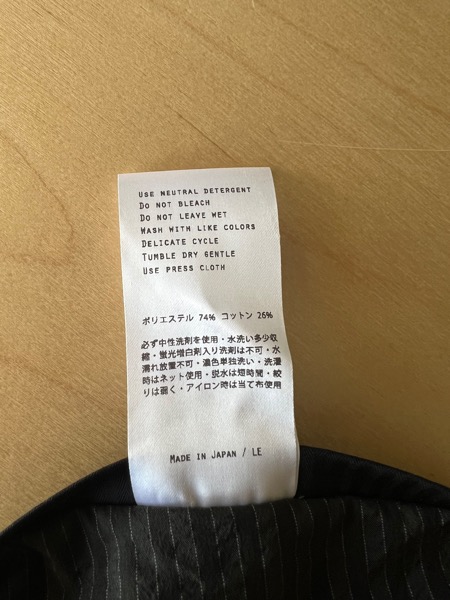 USE NEUTRAL DETERGENT
DO NOT BLEACH
DO NOT LEAVE WET
WASH WITH LIKE COLORS
DELICATE CYCLE
TUMBLE DRY GENTLE
USE PRESS CLOTH
ポリエステル 74% コットン 26%
必ず中性洗剤を使用・水洗い多少収
縮・蛍光増白剤入り洗剤は不可・水
濡れ放置不可・濃色単独洗い・洗濯
時はネット使用・脱水は短時間・絞
りは弱く・アイロン時は当て布使用
MADE IN JAPAN / LE